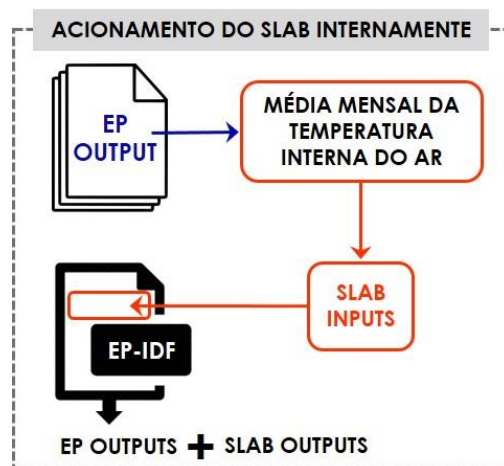 ACIONAMENTO DO SLAB INTERNAMENTE
EP
OUTPUT
MÉDIA MENSAL DA
TEMPERATURA
INTERNA DO AR
SLAB
INPUTS
EP-IDF
EP OUTPUTS + SLAB OUTPUTS